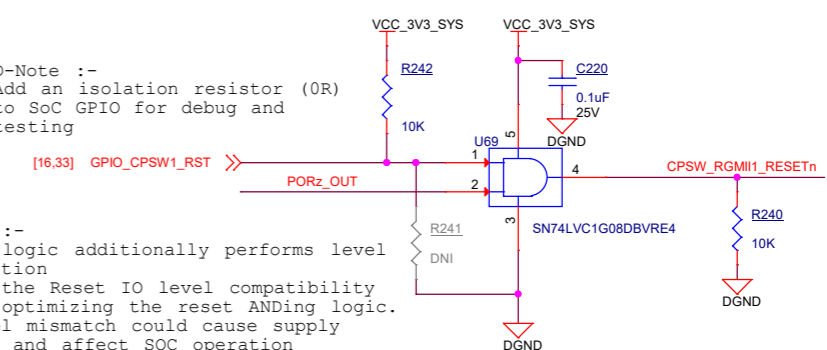 VCC_3V3_SYS
VCC_3V3_SYS
-Note :-
Add an isolation resistor (0R)
to SoC GPIO for debug and
testing
R242
10K
C220
0.1uF
25V
DGND
U69
5
[16,33] GPIO_CPSW1_RST
1
PORz_OUT
2
4
CPSW_RGMII1_RESETn
3
SN74LVC1G08DBVRE4
R241
DNI
R240
10K
DGND
DGND
:-
logic additionally performs level
tion
the Reset IO level compatibility
optimizing the reset ANDing logic.
l mismatch could cause supply
and affect SOC operation